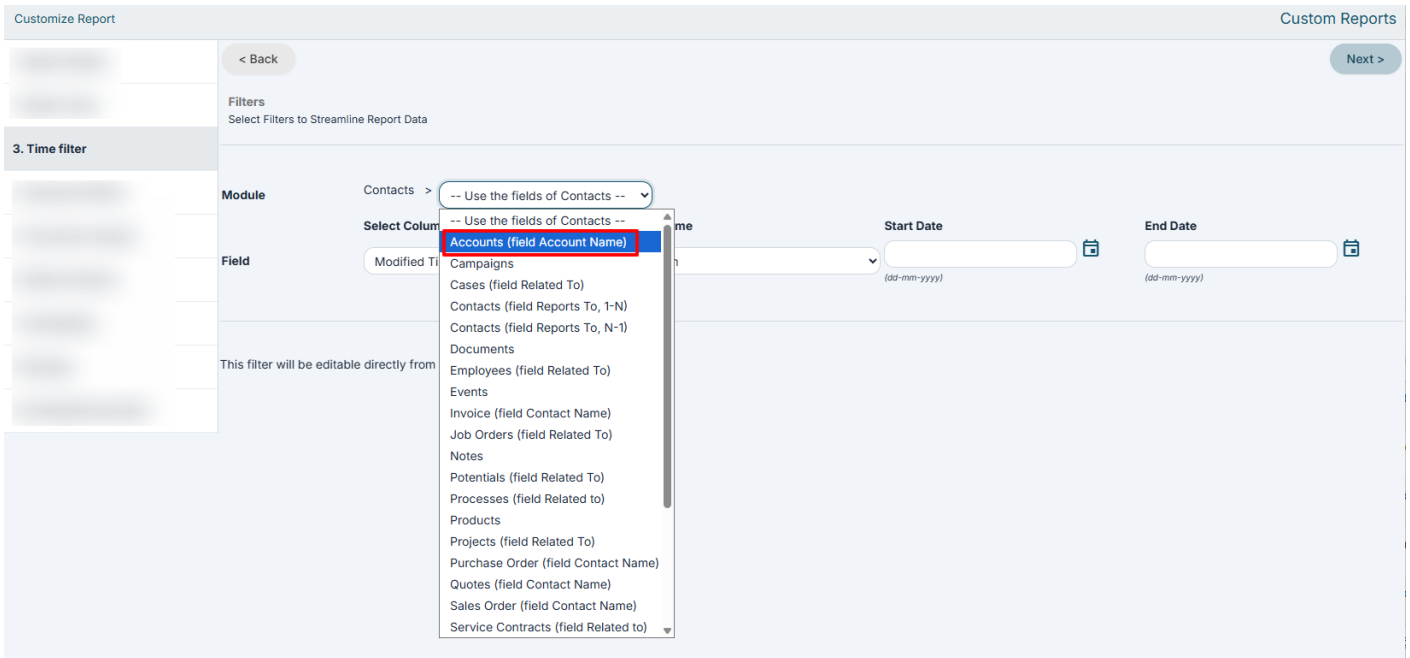 Customize Report
Custom Reports
< Back
Next >
Filters
Select Filters to Streamline Report Data
3. Time filter
Module
Contacts >
-- Use the fields of Contacts --
-- Use the fields of Contacts --
Accounts (field Account Name)
Campaigns
Cases (field Related To)
Contacts (field Reports To, 1-N)
Contacts (field Reports To, N-1)
Documents
Employees (field Related To)
Events
Invoice (field Contact Name)
Job Orders (field Related To)
Notes
Potentials (field Related To)
Processes (field Related to)
Products
Projects (field Related To)
Purchase Order (field Contact Name)
Quotes (field Contact Name)
Sales Order (field Contact Name)
Service Contracts (field Related to)
Select
Start Date
End Date
Field
Modified
(dd-mm-yyyy)
(dd-mm-yyyy)
This filter will be editable directly from